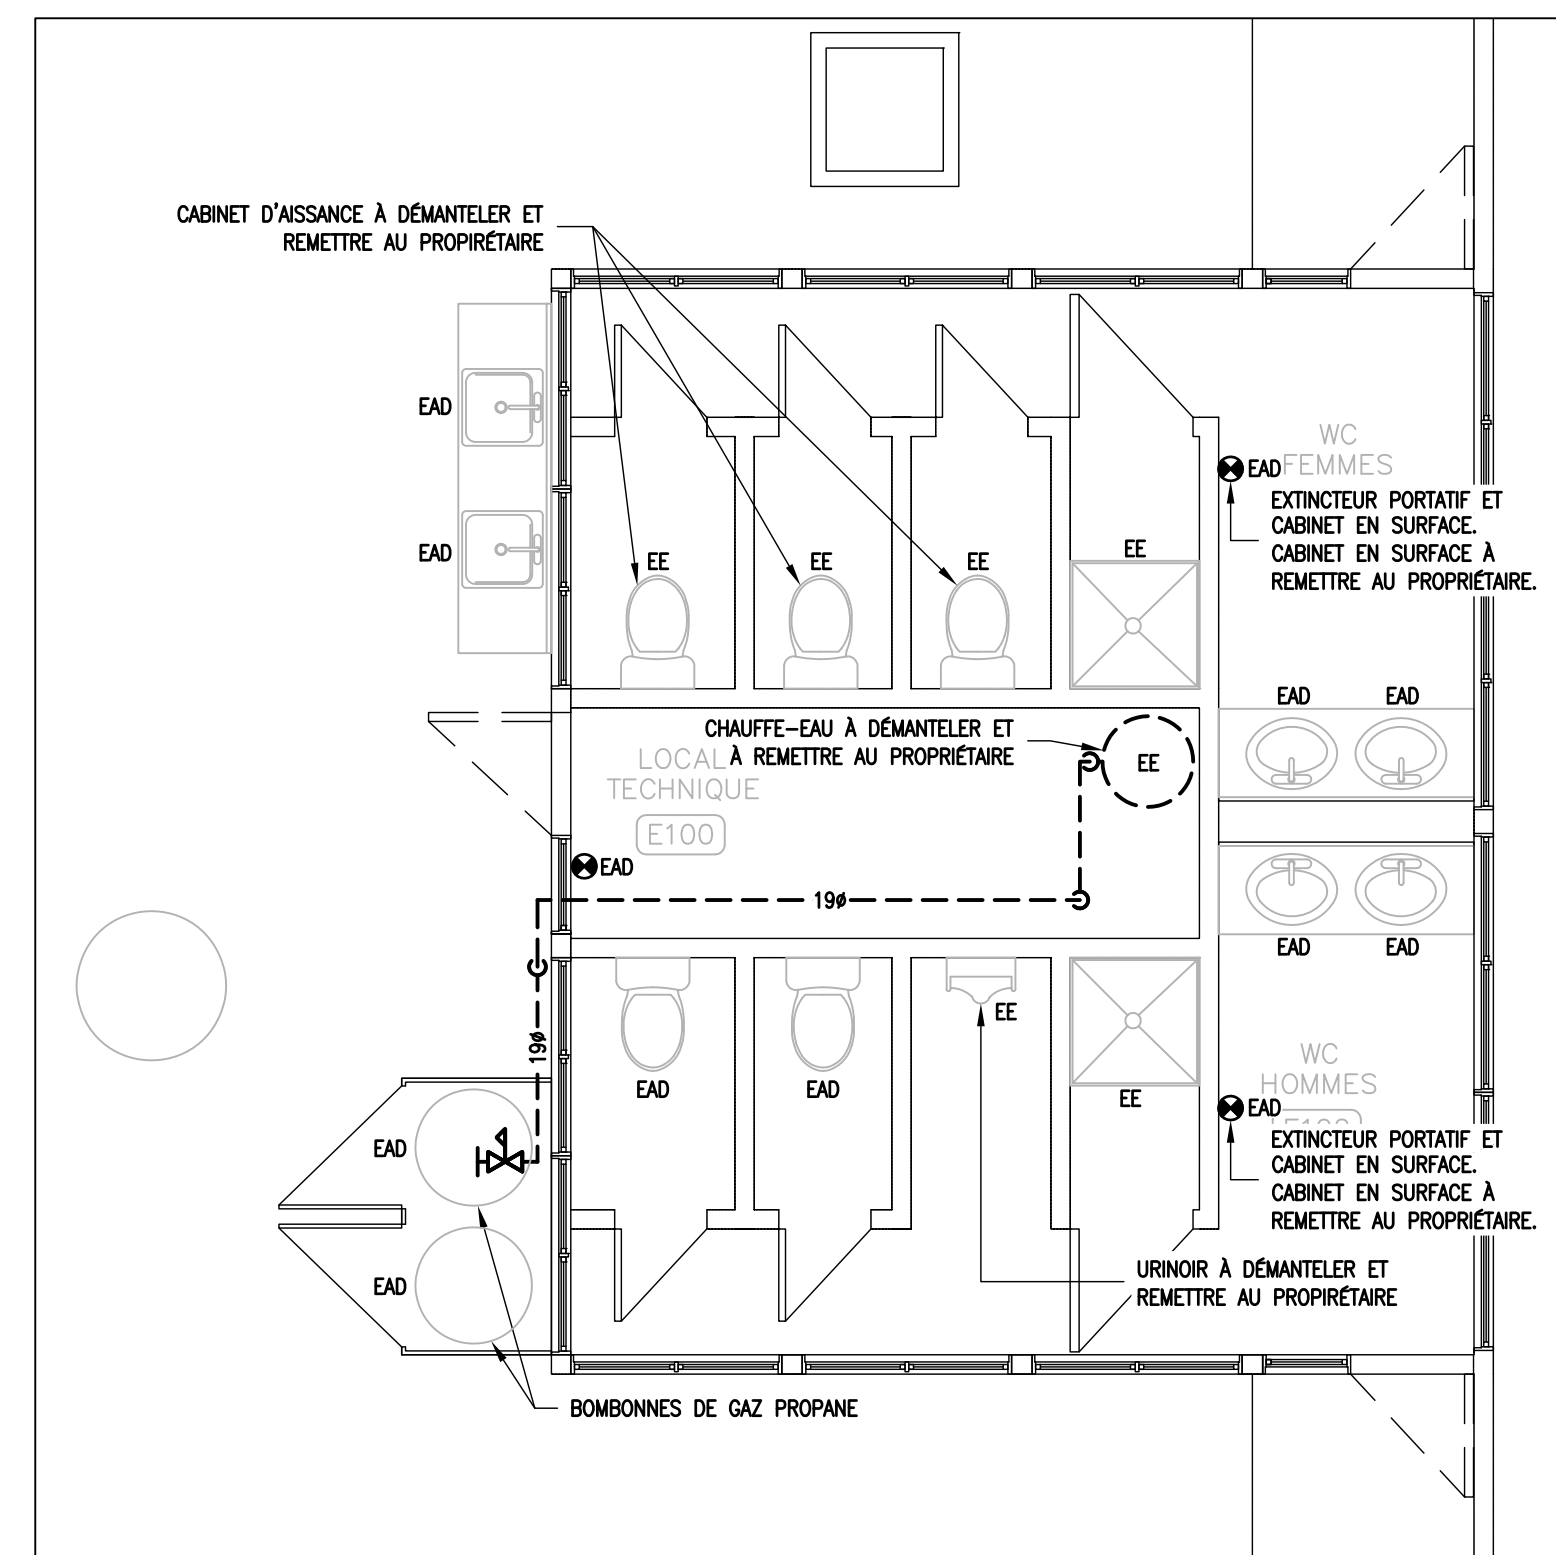 CABINET D'AISSANCE À DÉMANTELER ET
REMETTRE AU PROPIRÉTAIRE
EAD
EAD
EE
EE
EE
EE
WC
FEMMES
EAD
EXTINCTEUR PORTATIF ET
CABINET EN SURFACE.
CABINET EN SURFACE À
REMETTRE AU PROPRIÉTAIRE.
EAD
EAD
CHAUFFE-EAU À DÉMANTELER ET
À REMETTRE AU PROPRIÉTAIRE
EE
LOCAL
TECHNIQUE
E100
EAD
19ø
EAD
EAD
19ø
EAD
EAD
EE
EE
WC
HOMMES
EAD
EXTINCTEUR PORTATIF ET
CABINET EN SURFACE.
CABINET EN SURFACE À
REMETTRE AU PROPRIÉTAIRE.
EAD
EAD
URINOIR À DÉMANTELER ET
REMETTRE AU PROPIRÉTAIRE
BOMBONNES DE GAZ PROPANE